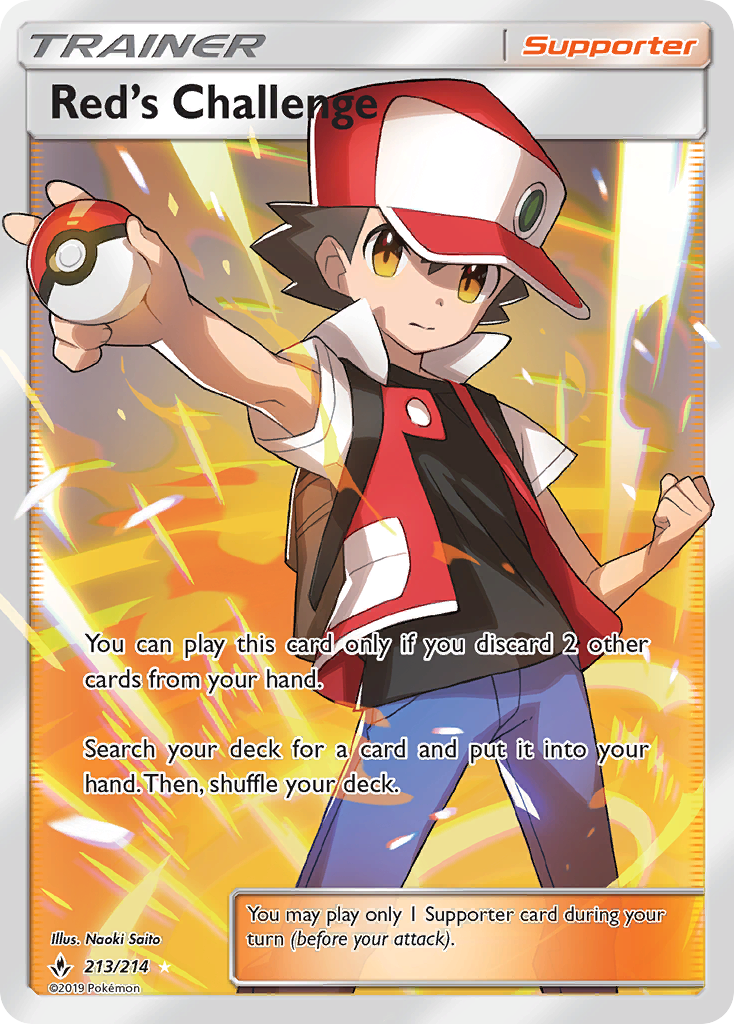 TRAINER
Supporter
Red's Challenge
You can play this card only if you discard 2 other
cards from your hand.
Search your deck for a card and put it into your
hand. Then, shuffle your deck.
You may play only 1 Supporter card during your
turn (before your attack).
Illus. Naoki Saito
213/214
©2019 Pokémon